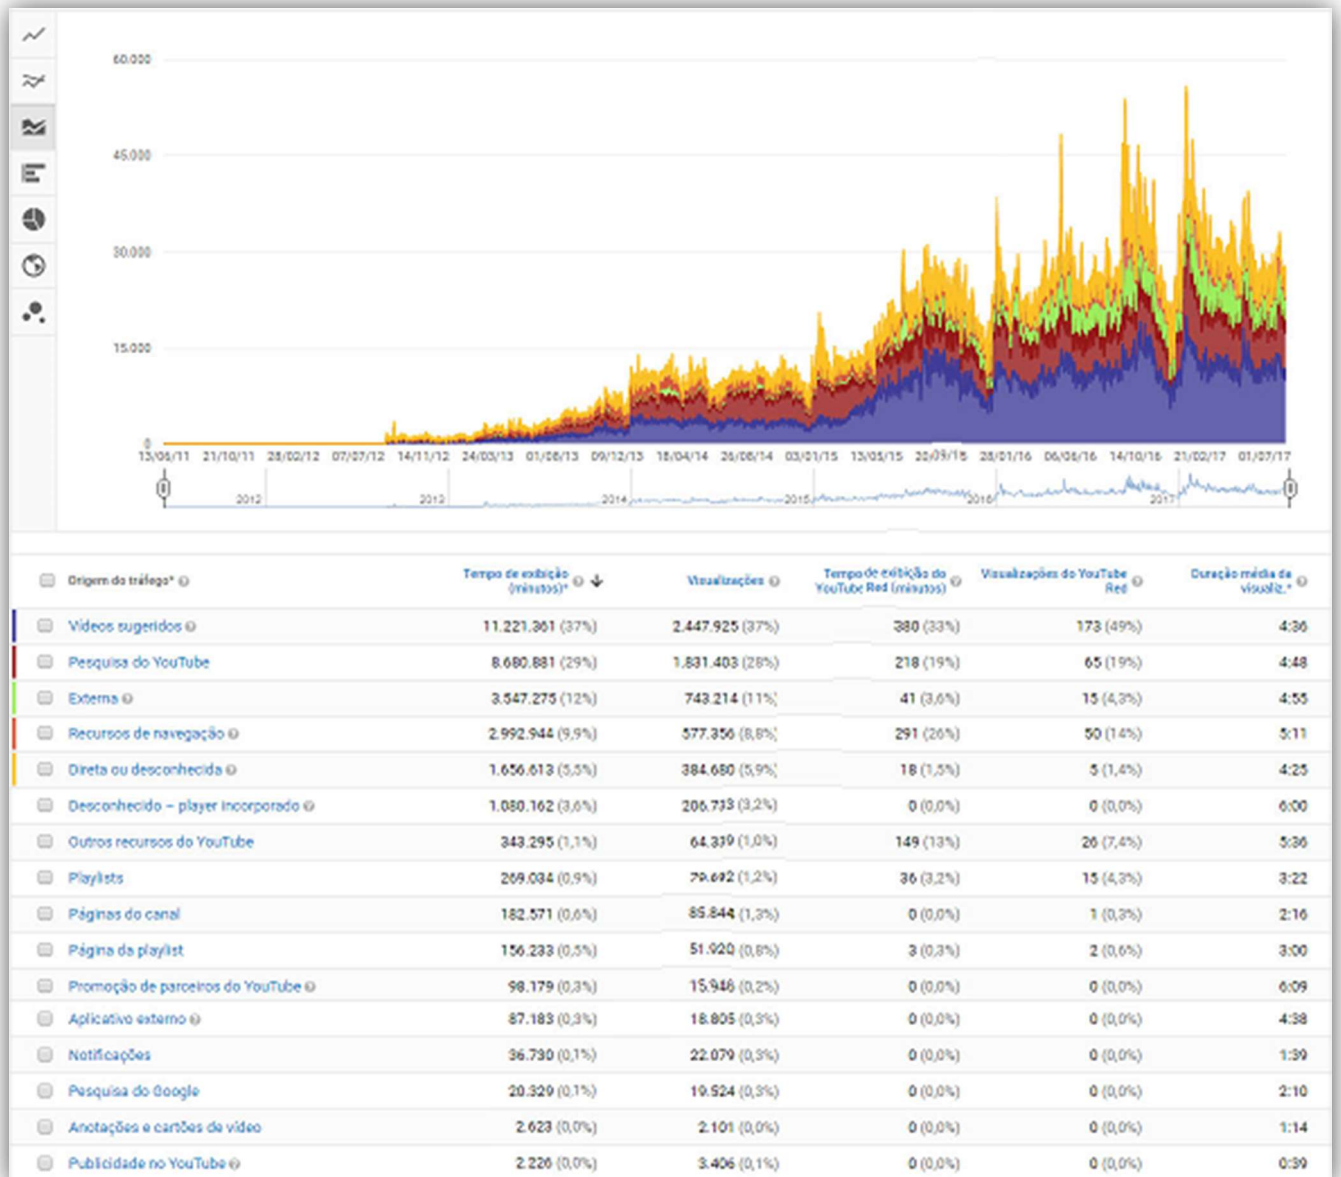 60.000
45.000
30.000
15.000
0
13/06/11 21/10/11 28/02/12 07/07/12 14/11/12 24/03/13 01/08/13 09/12/13 18/04/14 26/08/14 03/01/15 13/05/15 20/09/15 28/01/16 06/06/16 14/10/16 21/02/17 01/07/17
2012 2013 2014 2015 2016 2017
Origem do tráfego* Tempo de exibição (minutos)* Visualizações Tempo de exibição do YouTube Red (minutos) Visualizações do YouTube Red Duração média da visualiz.*
Vídeos sugeridos 11.221.361 (37%) 2.447.925 (37%) 380 (33%) 173 (49%) 4:36
Pesquisa do YouTube 8.680.881 (29%) 1.831.403 (28%) 218 (19%) 65 (19%) 4:48
Externa 3.547.275 (12%) 743.214 (11%) 41 (3,6%) 15 (4,3%) 4:55
Recursos de navegação 2.992.944 (9,9%) 577.356 (8,8%) 291 (26%) 50 (14%) 5:11
Direta ou desconhecida 1.656.613 (5,5%) 384.680 (5,9%) 18 (1,5%) 5 (1,4%) 4:25
Desconhecido – player incorporado 1.080.162 (3,6%) 206.733 (3,2%) 0 (0,0%) 0 (0,0%) 6:00
Outros recursos do YouTube 343.295 (1,1%) 64.339 (1,0%) 149 (13%) 26 (7,4%) 5:36
Playlists 269.034 (0,9%) 79.692 (1,2%) 36 (3,2%) 15 (4,3%) 3:22
Páginas do canal 182.571 (0,6%) 85.844 (1,3%) 0 (0,0%) 1 (0,3%) 2:16
Página da playlist 156.233 (0,5%) 51.920 (0,8%) 3 (0,3%) 2 (0,6%) 3:00
Promoção de parceiros do YouTube 98.179 (0,3%) 15.946 (0,2%) 0 (0,0%) 0 (0,0%) 6:09
Aplicativo externo 87.183 (0,3%) 18.805 (0,3%) 0 (0,0%) 0 (0,0%) 4:38
Notificações 36.730 (0,1%) 22.079 (0,3%) 0 (0,0%) 0 (0,0%) 1:39
Pesquisa do Google 20.329 (0,1%) 19.524 (0,3%) 0 (0,0%) 0 (0,0%) 2:10
Anotações e cartões de vídeo 2.623 (0,0%) 2.101 (0,0%) 0 (0,0%) 0 (0,0%) 1:14
Publicidade no YouTube 2.226 (0,0%) 3.406 (0,1%) 0 (0,0%) 0 (0,0%) 0:39